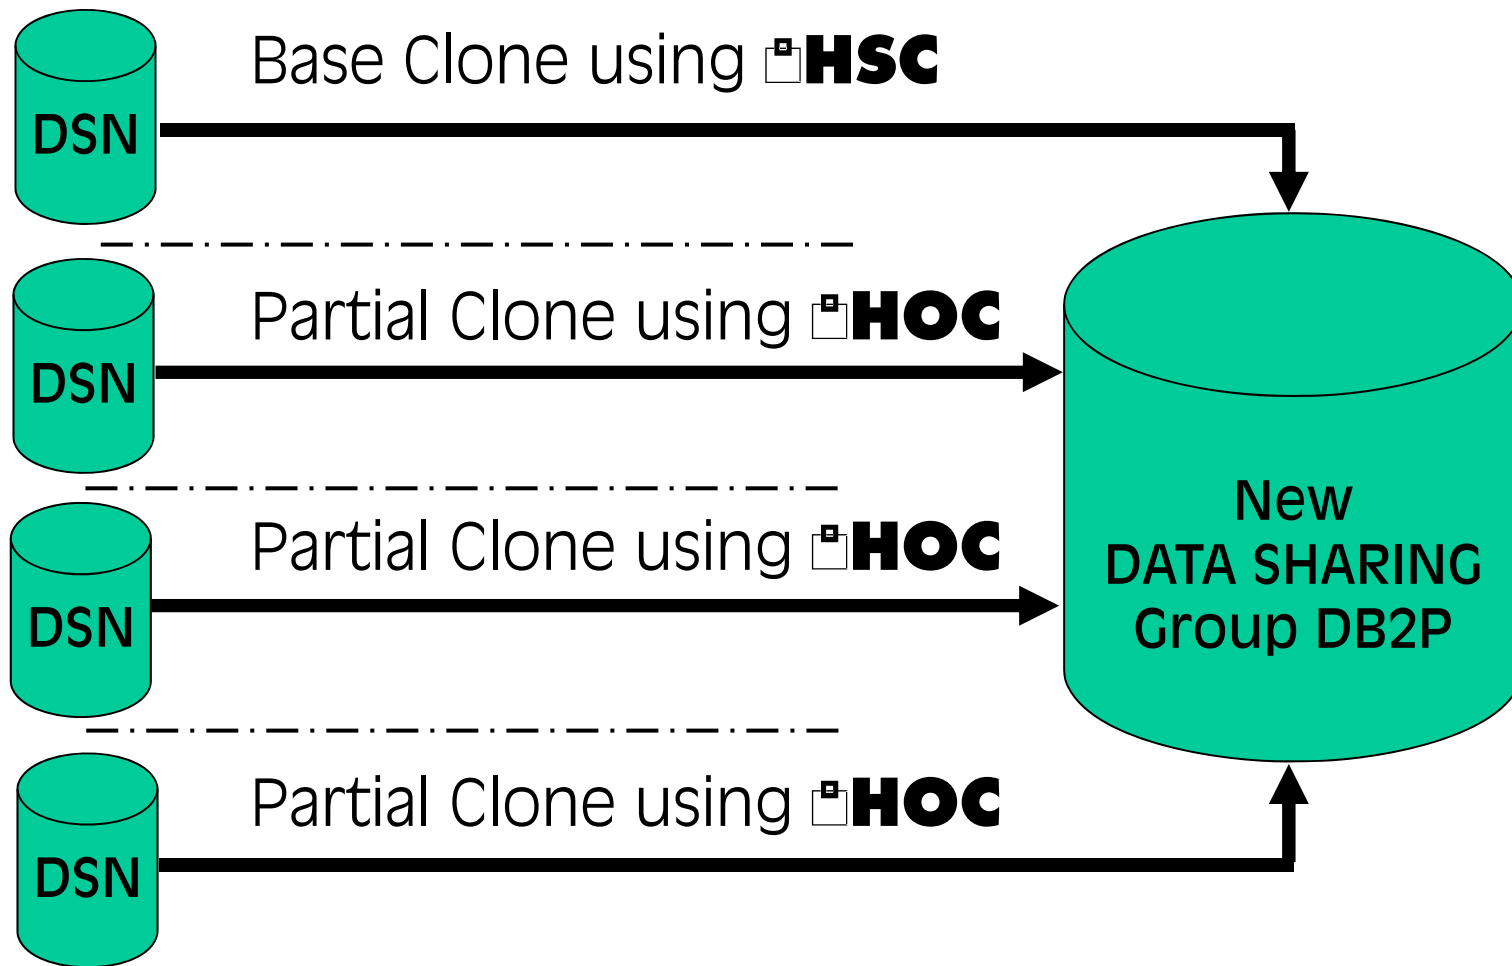 Base Clone using HSC
DSN
Partial Clone using HOC
DSN
Partial Clone using HOC
DSN
New
DATA SHARING
Group DB2P
Partial Clone using HOC
DSN